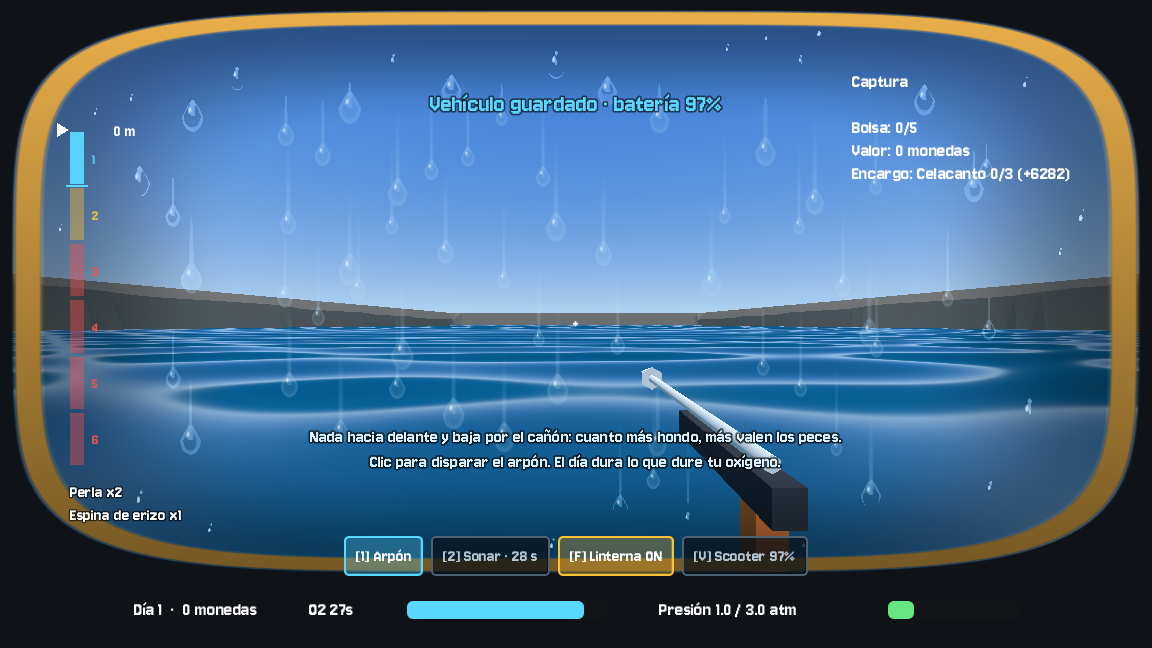 Vehículo guardado · batería 97%
Captura
0 m
Bolsa: 0/5
Valor: 0 monedas
Encargo: Celacanto 0/3 (+6282)
1
2
3
4
5
6
Nada hacia delante y baja por el cañón: cuanto más hondo, más valen los peces.
Clic para disparar el arpón. El día dura lo que dure tu oxígeno.
Perla x2
Espina de erizo x1
[1] Arpón
[2] Sonar · 28 s
[F] Linterna ON
[V] Scooter 97%
Día 1 · 0 monedas
O2 27s
Presión 1.0 / 3.0 atm